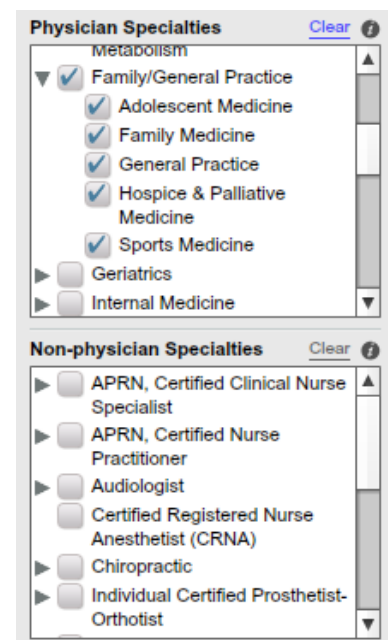 Physician Specialties Clear i
Metabolism
Family/General Practice
Adolescent Medicine
Family Medicine
General Practice
Hospice & Palliative
Medicine
Sports Medicine
Geriatrics
Internal Medicine
Non-physician Specialties Clear i
APRN, Certified Clinical Nurse
Specialist
APRN, Certified Nurse
Practitioner
Audiologist
Certified Registered Nurse
Anesthetist (CRNA)
Chiropractic
Individual Certified Prosthetist-
Orthotist